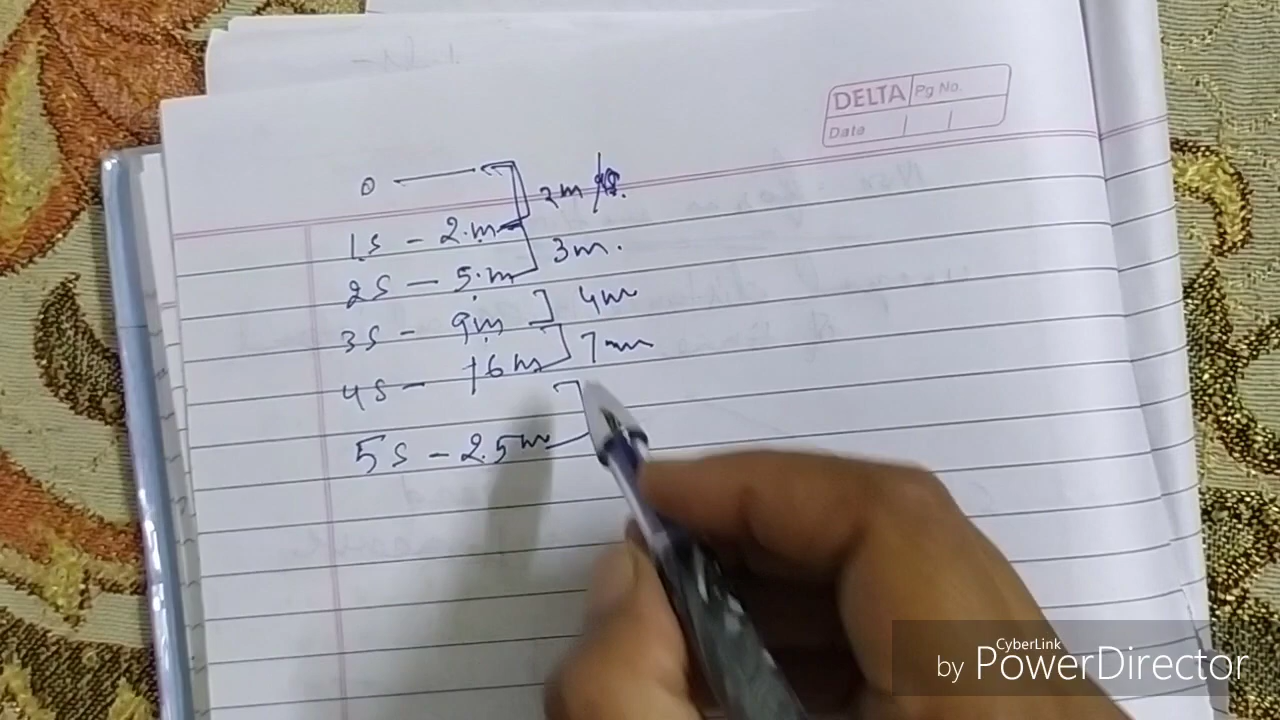 DELTA Pg No.
Date
0 — 2m
1s - 2.m 3m.
2s - 5.m 4m
3s - 9m 7m
4s - 16m
5s - 25m
CyberLink
by PowerDirector